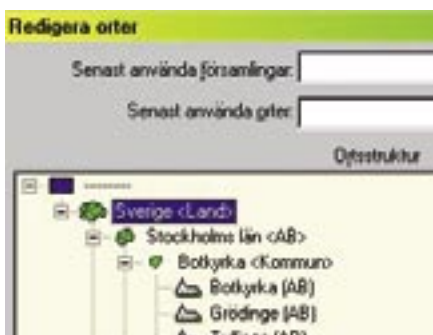 Redigera orter
Senast använda församlingar:
Senast använda orter:
Ortsstruktur
--------
Sverige <Land>
Stockholms län <AB>
Botkyrka <Kommun>
Botkyrka (AB)
Grödinge (AB)